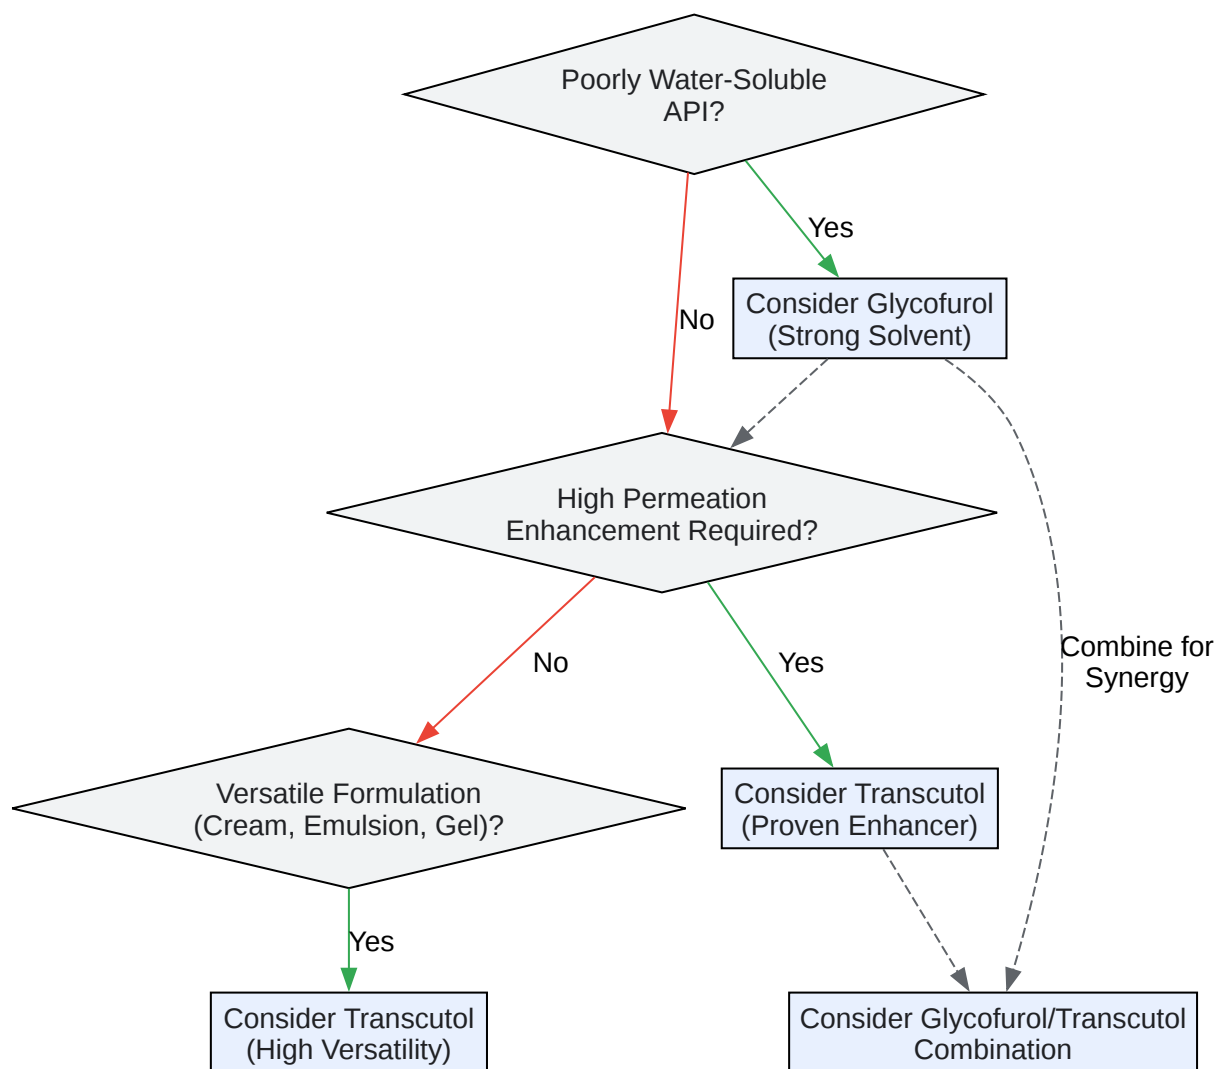 Poorly Water-Soluble
API?
Yes
Consider Glycofurol
(Strong Solvent)
No
High Permeation
Enhancement Required?
Combine for
Synergy
No
Yes
Consider Transcutol
(Proven Enhancer)
Versatile Formulation
(Cream, Emulsion, Gel)?
Yes
Consider Transcutol
(High Versatility)
Consider Glycofurol/Transcutol
Combination